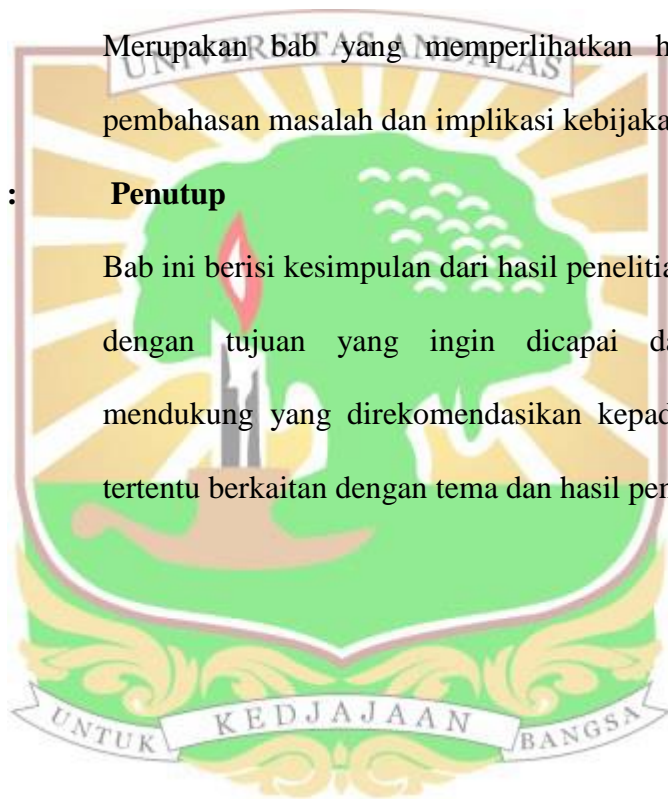 UNIVERSITAS ANDALAS
Merupakan bab yang memperlihatkan h
pembahasan masalah dan implikasi kebijaka
: Penutup
Bab ini berisi kesimpulan dari hasil penelitia
dengan tujuan yang ingin dicapai da
mendukung yang direkomendasikan kepad
tertentu berkaitan dengan tema dan hasil pen
UNTUK KEDJAJAAN BANGSA